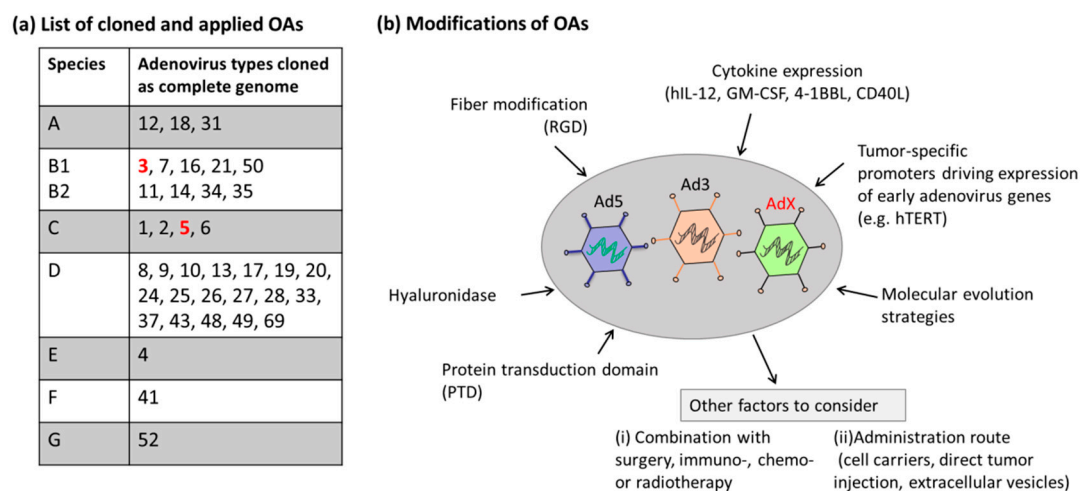 (a) List of cloned and applied OAs
Species
Adenovirus types cloned
as complete genome
A
12, 18, 31
B1
3, 7, 16, 21, 50
B2
11, 14, 34, 35
C
1, 2, 5, 6
D
8, 9, 10, 13, 17, 19, 20,
24, 25, 26, 27, 28, 33,
37, 43, 48, 49, 69
E
4
F
41
G
52
(b) Modifications of OAs
Cytokine expression
(hIL-12, GM-CSF, 4-1BBL, CD40L)
Fiber modification
(RGD)
Tumor-specific
promoters driving expression
of early adenovirus genes
(e.g. hTERT)
Ad5
Ad3
AdX
Hyaluronidase
Molecular evolution
strategies
Protein transduction domain
(PTD)
Other factors to consider
(i) Combination with
surgery, immuno-, chemo-
or radiotherapy
(ii)Administration route
(cell carriers, direct tumor
injection, extracellular vesicles)